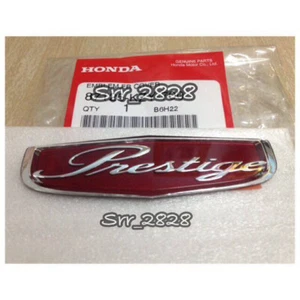 HONDA
GENUINE PARTS
Honda Motor Co., Ltd.
Srr_2828
QTY 1 B6H22
Prestige
Srr_2828